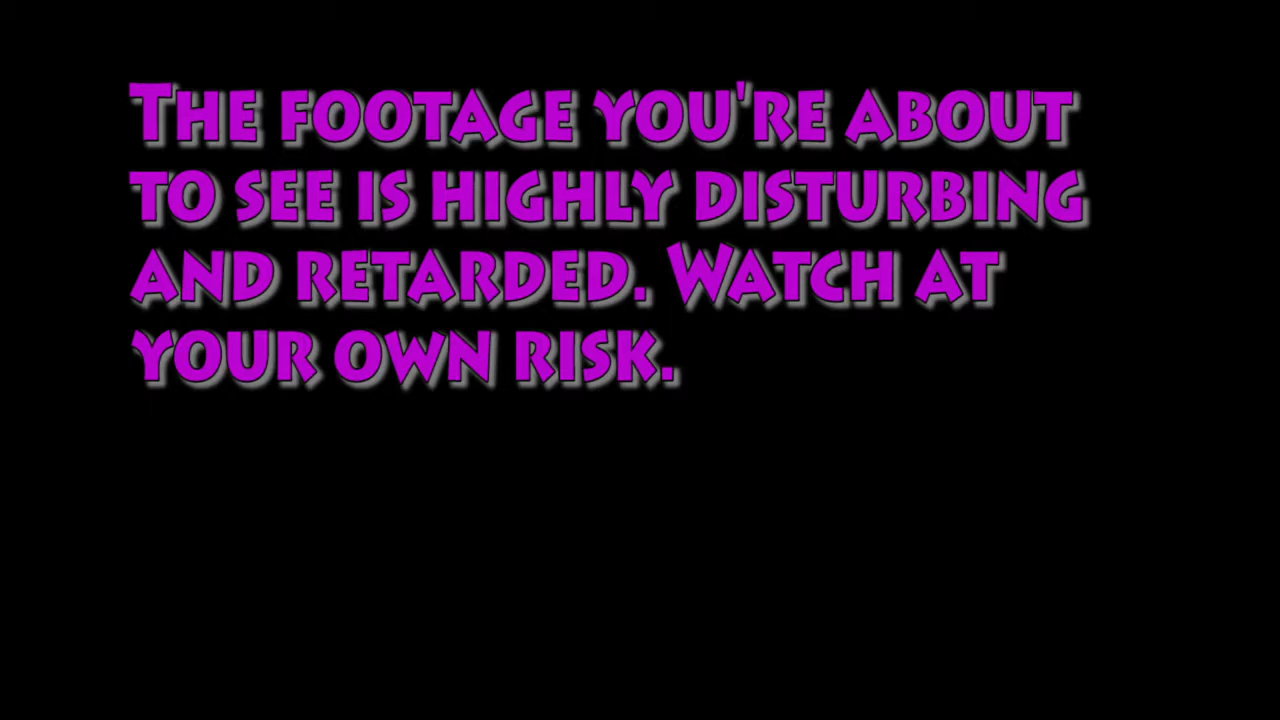 The footage you're about
to see is highly disturbing
and retarded. Watch at
your own risk.